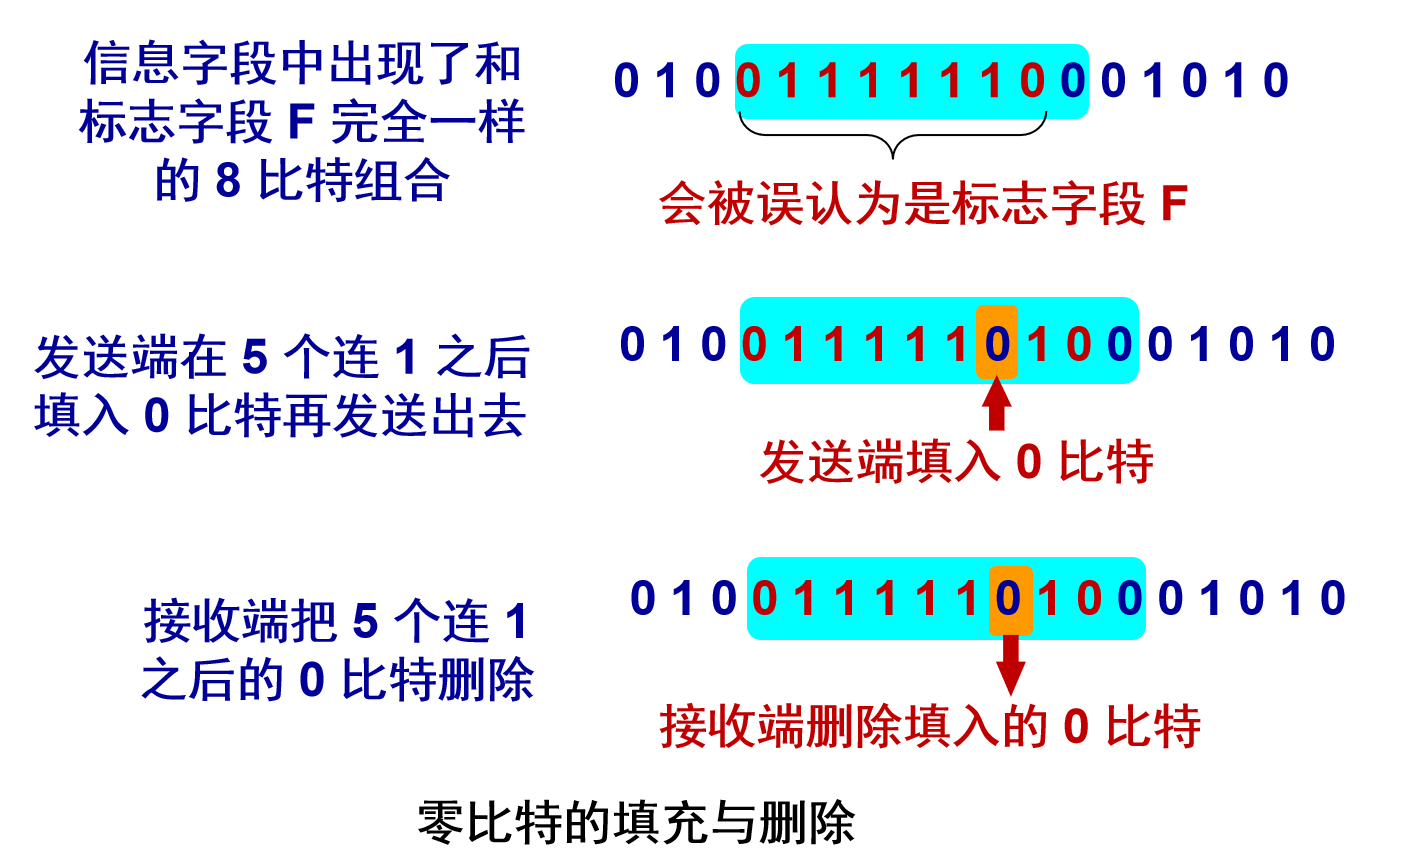 信息字段中出现了和
标志字段 F 完全一样
的 8 比特组合
0 1 0 0 1 1 1 1 1 1 0 0 0 1 0 1 0
会被误认为是标志字段 F
发送端在 5 个连 1 之后
填入 0 比特再发送出去
0 1 0 0 1 1 1 1 1 0 1 0 0 0 1 0 1 0
发送端填入 0 比特
接收端把 5 个连 1
之后的 0 比特删除
0 1 0 0 1 1 1 1 1 0 1 0 0 0 1 0 1 0
接收端删除填入的 0 比特
零比特的填充与删除